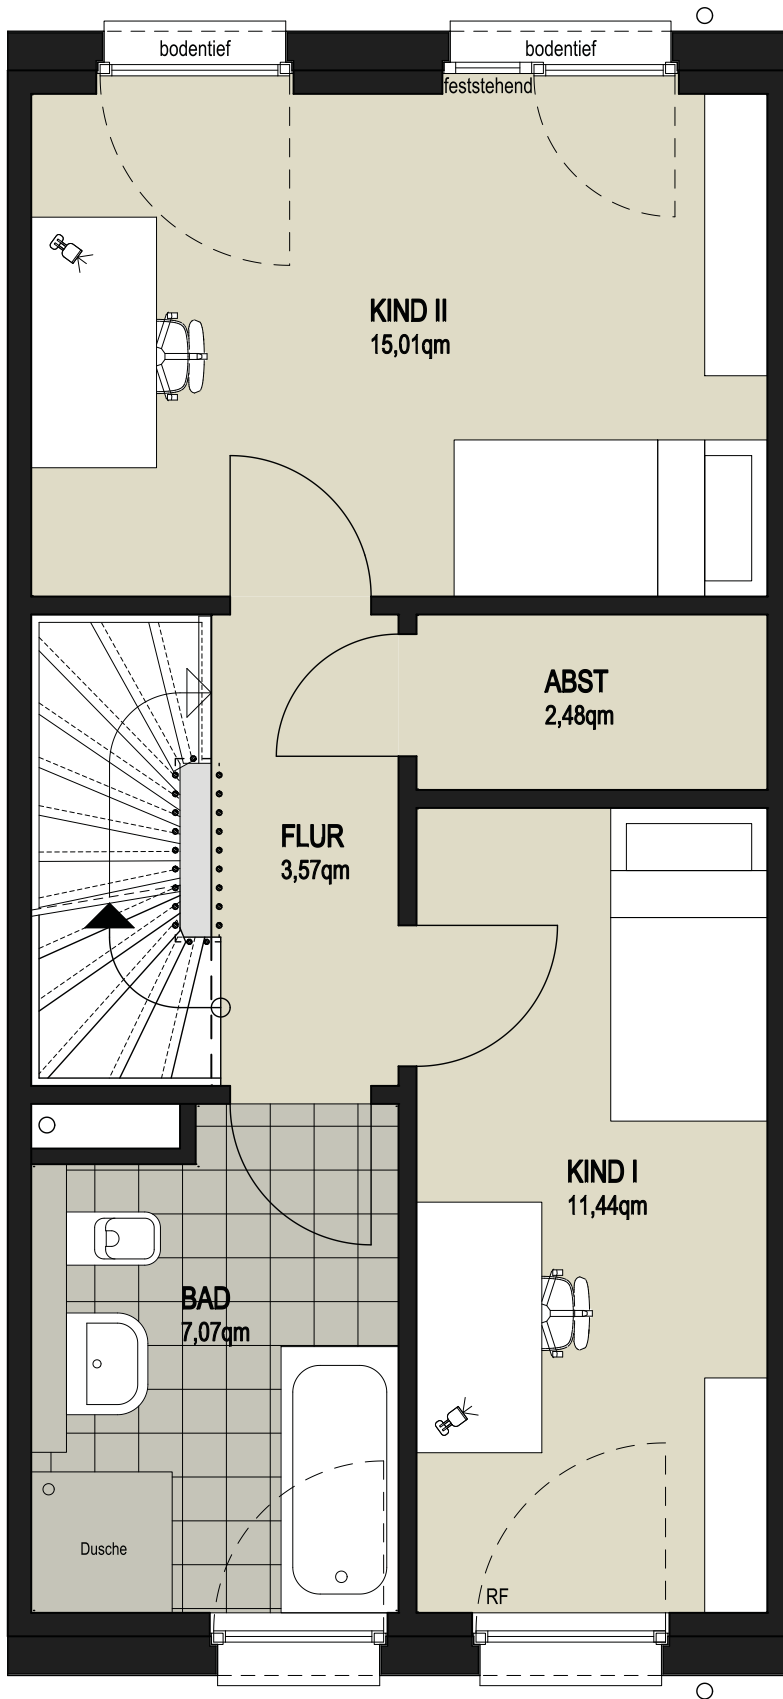 bodentief
bodentief
feststehend
KIND II
15,01qm
ABST
2,48qm
FLUR
3,57qm
KIND I
11,44qm
BAD
7,07qm
Dusche
RF